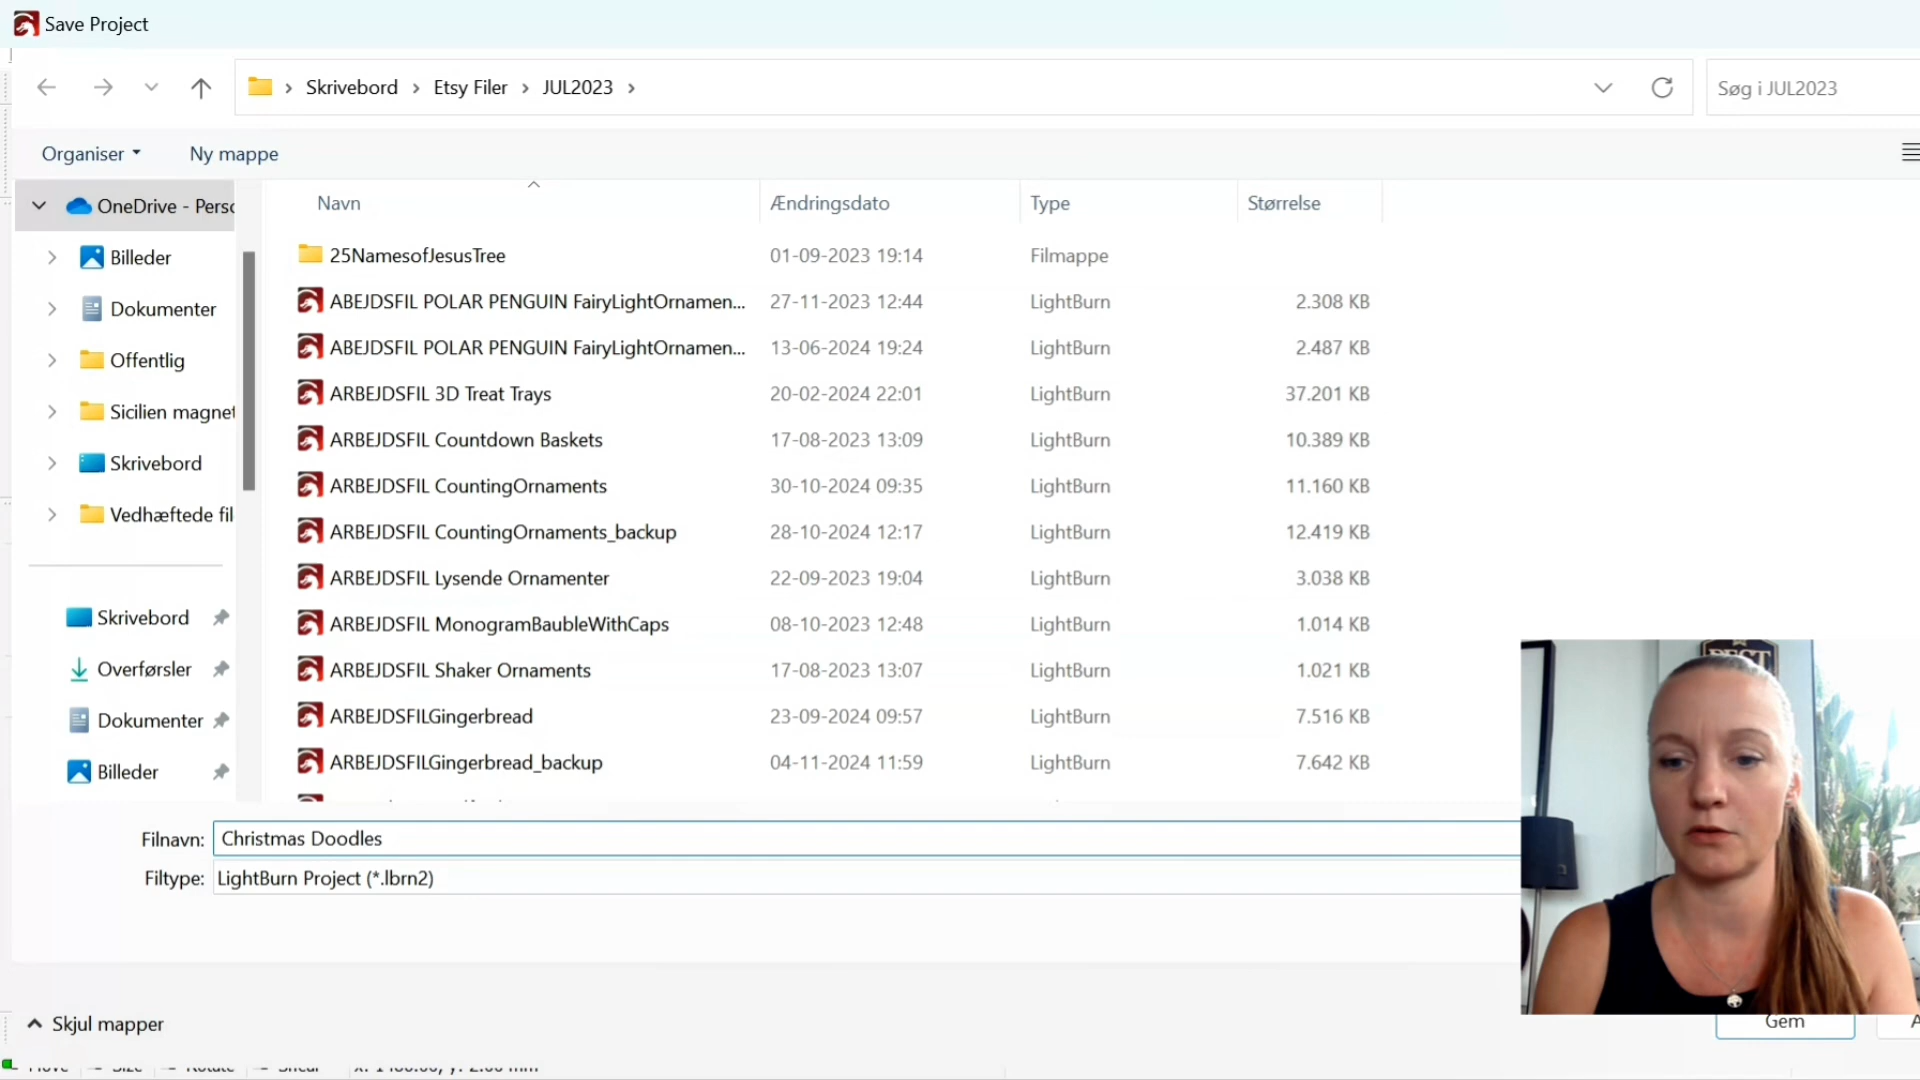 Save Project
Skrivebord > Etsy Filer > JUL2023 >
Søg i JUL2023
Organiser
Ny mappe
Navn Ændringsdato Type Størrelse
OneDrive - Perso
Billeder
Dokumenter
Offentlig
Sicilien magnet
Skrivebord
Vedhæftede fil
Skrivebord
Overførsler
Dokumenter
Billeder
25NamesofJesusTree 01-09-2023 19:14 Filmappe
ABEJDSFIL POLAR PENGUIN FairyLightOrnamen... 27-11-2023 12:44 LightBurn 2.308 KB
ABEJDSFIL POLAR PENGUIN FairyLightOrnamen... 13-06-2024 19:24 LightBurn 2.487 KB
ARBEJDSFIL 3D Treat Trays 20-02-2024 22:01 LightBurn 37.201 KB
ARBEJDSFIL Countdown Baskets 17-08-2023 13:09 LightBurn 10.389 KB
ARBEJDSFIL CountingOrnaments 30-10-2024 09:35 LightBurn 11.160 KB
ARBEJDSFIL CountingOrnaments_backup 28-10-2024 12:17 LightBurn 12.419 KB
ARBEJDSFIL Lysende Ornamenter 22-09-2023 19:04 LightBurn 3.038 KB
ARBEJDSFIL MonogramBaubleWithCaps 08-10-2023 12:48 LightBurn 1.014 KB
ARBEJDSFIL Shaker Ornaments 17-08-2023 13:07 LightBurn 1.021 KB
ARBEJDSFILGingerbread 23-09-2024 09:57 LightBurn 7.516 KB
ARBEJDSFILGingerbread_backup 04-11-2024 11:59 LightBurn 7.642 KB
Filnavn: Christmas Doodles
Filtype: LightBurn Project (*.lbrn2)
Skjul mapper
Gem